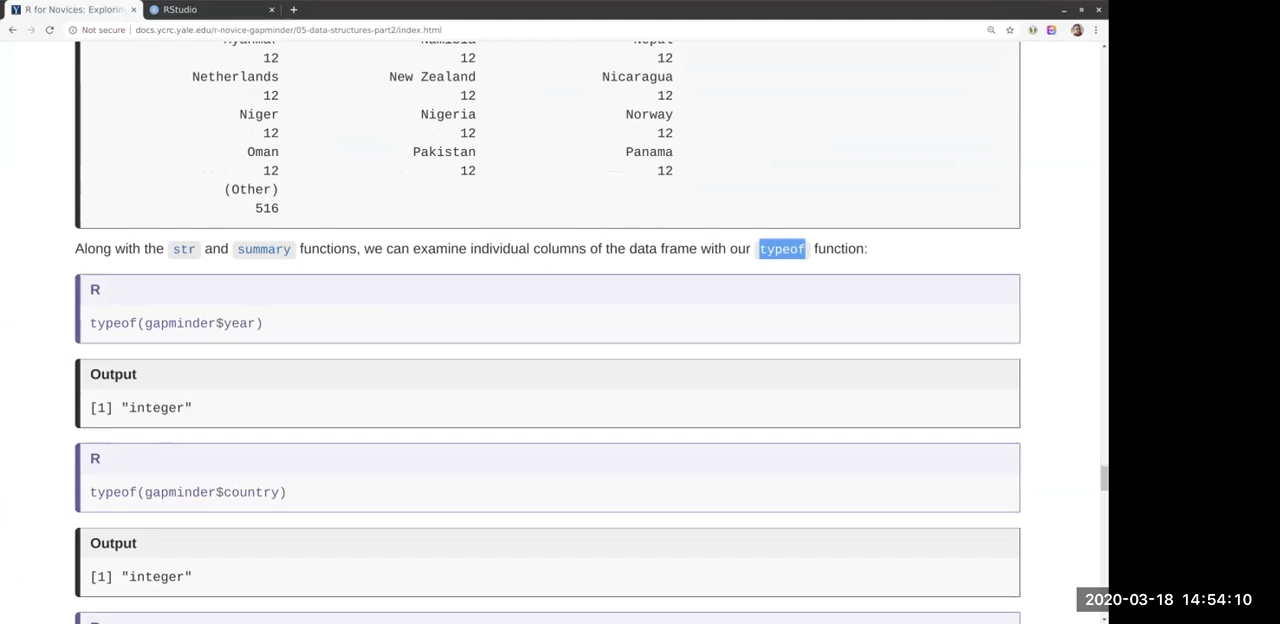 R for Novices: Explorin
RStudio
Not secure
docs.ycrc.yale.edu/r-novice-gapminder/05-data-structures-part2/index.html
Myanmar Namibia Nepal
12 12 12
Netherlands New Zealand Nicaragua
12 12 12
Niger Nigeria Norway
12 12 12
Oman Pakistan Panama
12 12 12
(Other)
516
Along with the str and summary functions, we can examine individual columns of the data frame with our typeof function:
R
typeof(gapminder$year)
Output
[1] "integer"
R
typeof(gapminder$country)
Output
[1] "integer"
2020-03-18 14:54:10